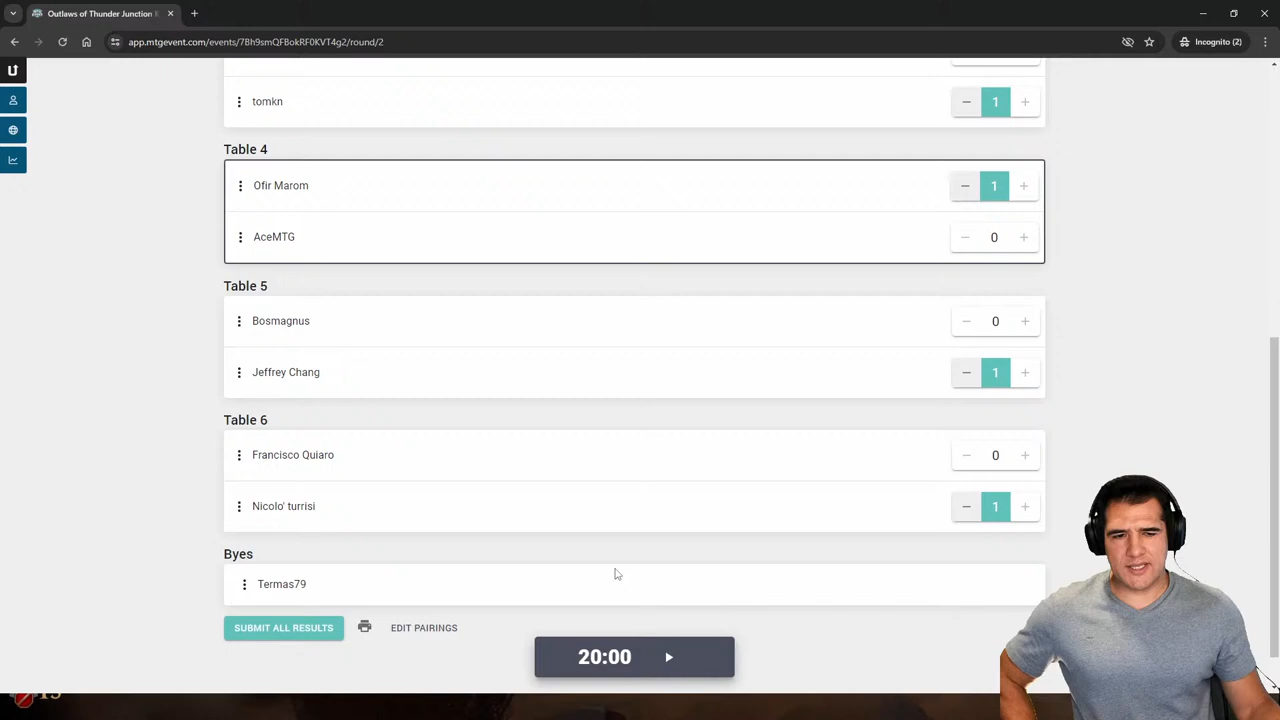 Outlaws of Thunder Junction
app.mtgevent.com/events/7Bh9smQFBokRF0KVT4g2/round/2
Incognito (2)
tomkn
1
Table 4
Ofir Marom
1
AceMTG
0
Table 5
Bosmagnus
0
Jeffrey Chang
1
Table 6
Francisco Quiaro
0
Nicolo' turrisi
1
Byes
Termas79
SUBMIT ALL RESULTS
EDIT PAIRINGS
20:00